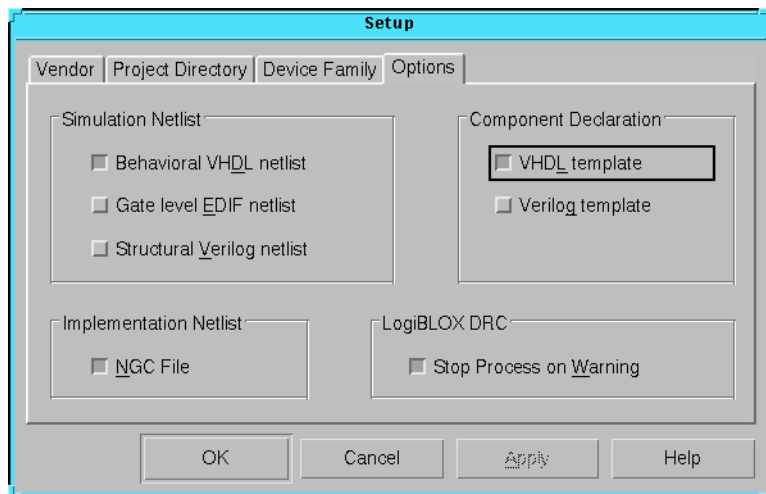 Setup
Vendor Project Directory Device Family Options
Simulation Netlist
Behavioral VHDL netlist
Gate level EDIF netlist
Structural Verilog netlist
Component Declaration
VHDL template
Verilog template
Implementation Netlist
NGC File
LogiBLOX DRC
Stop Process on Warning
OK Cancel Apply Help